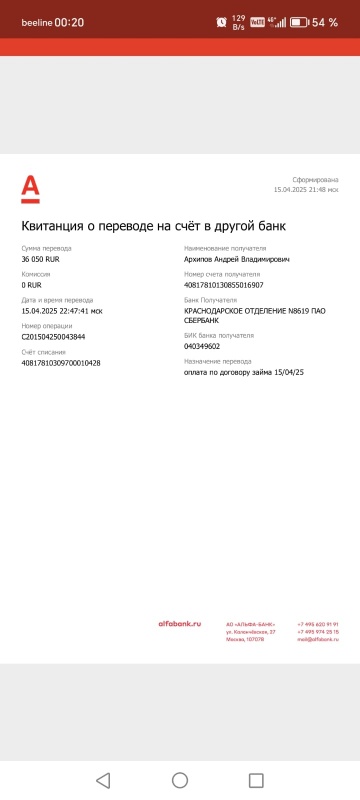 beeline 00:20
129 B/s VoLTE 4G+ 54 %
Сформирована
15.04.2025 21:48 мск
А
Квитанция о переводе на счёт в другой банк
Сумма перевода
36 050 RUR
Комиссия
0 RUR
Дата и время перевода
15.04.2025 22:47:41 мск
Номер операции
C201504250043844
Счёт списания
40817810309700010428
Наименование получателя
Архипов Андрей Владимирович
Номер счета получателя
40817810130855016907
Банк Получателя
КРАСНОДАРСКОЕ ОТДЕЛЕНИЕ N8619 ПАО
СБЕРБАНК
БИК банка получателя
040349602
Назначение перевода
оплата по договору займа 15/04/25
alfabank.ru
АО «АЛЬФА-БАНК»
ул. Каланчёвская, 27
Москва, 107078
+7 495 620 91 91
+7 495 974 25 15
mail@alfabank.ru